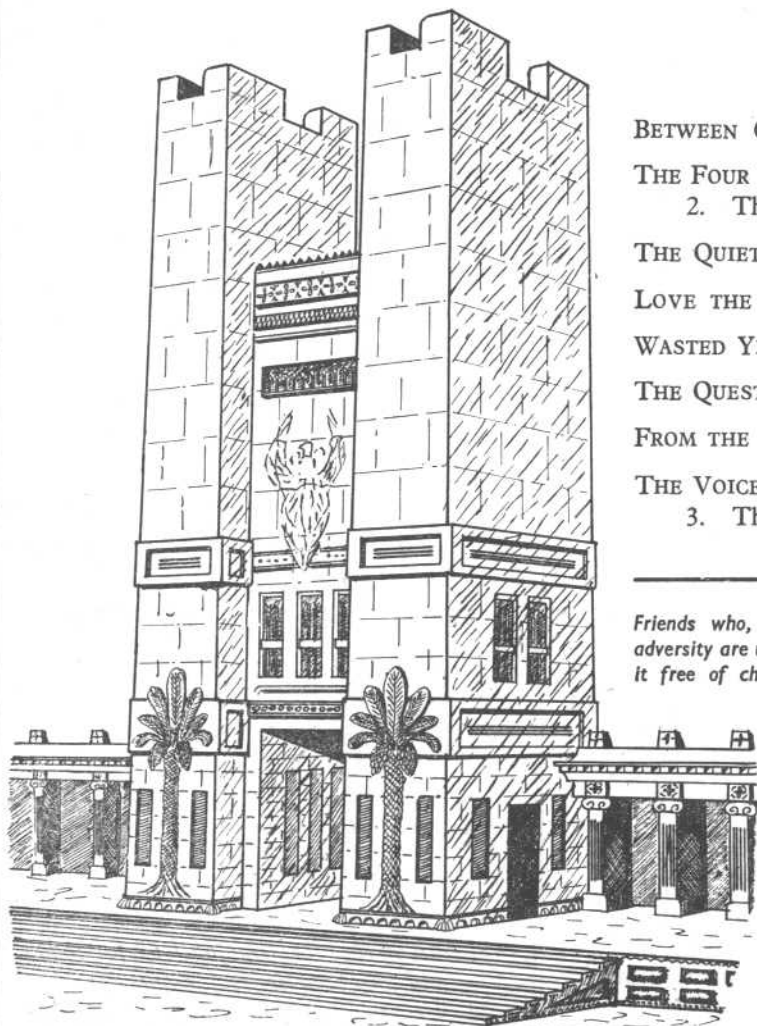 BETWEEN
THE FOUR
2. Th
THE QUIET
LOVE THE
WASTED Y
THE QUEST
FROM THE
THE VOICE
3. Th
Friends who,
adversity are
it free of ch